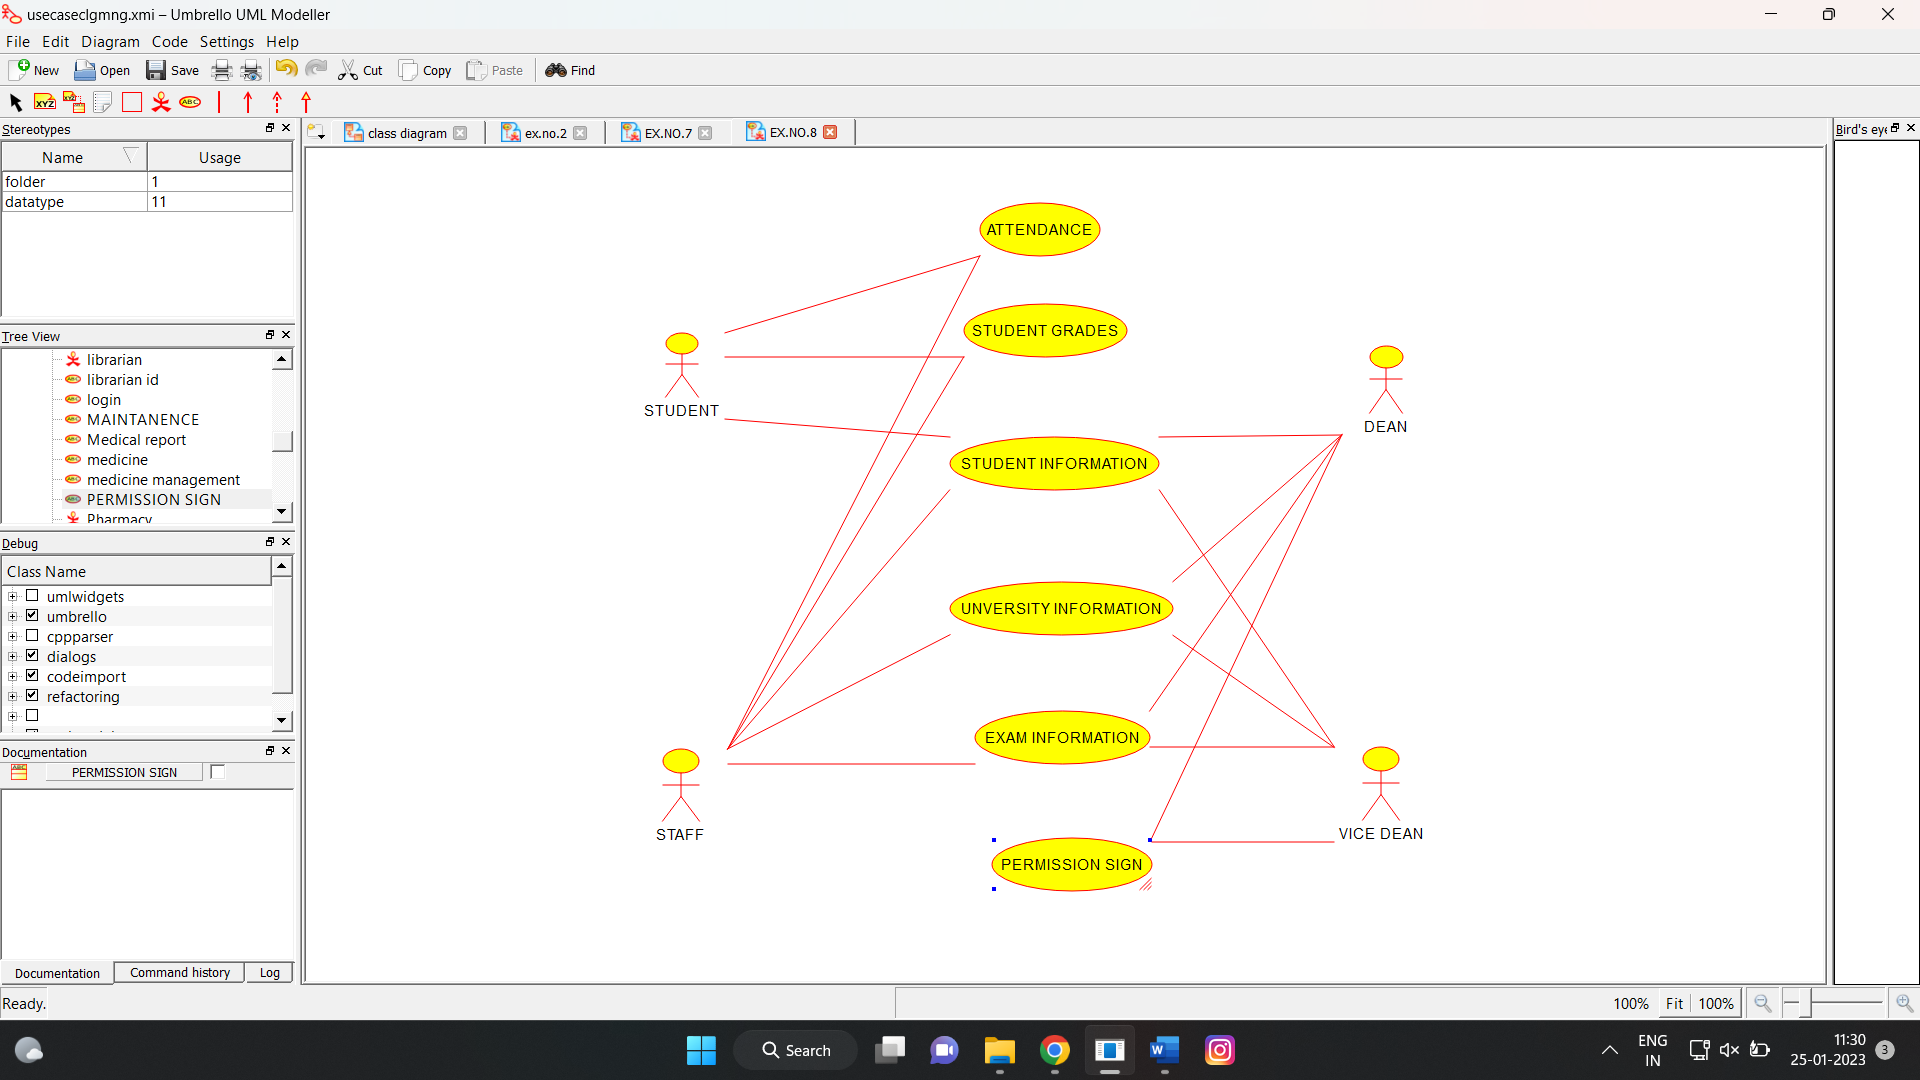 usecaseclgmng.xmi – Umbrello UML Modeller
File Edit Diagram Code Settings Help
New Open Save Cut Copy Paste Find
XYZ XYZ ABC
Stereotypes
Name Usage
folder 1
datatype 11
Tree View
librarian
librarian id
login
MAINTANENCE
Medical report
medicine
medicine management
PERMISSION SIGN
Pharmacy
Debug
Class Name
umlwidgets
umbrello
cppparser
dialogs
codeimport
refactoring
Documentation
PERMISSION SIGN
Documentation Command history Log
class diagram ex.no.2 EX.NO.7 EX.NO.8
Bird's eye
ATTENDANCE
STUDENT GRADES
STUDENT
DEAN
STUDENT INFORMATION
UNVERSITY INFORMATION
EXAM INFORMATION
STAFF
VICE DEAN
PERMISSION SIGN
Ready.
100% Fit 100%
Search
ENG
IN
11:30
25-01-2023
3